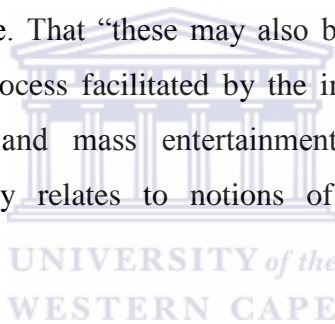 e. That “these may also b
ocess facilitated by the in
and mass entertainment
y relates to notions of
UNIVERSITY of the
WESTERN CAPE